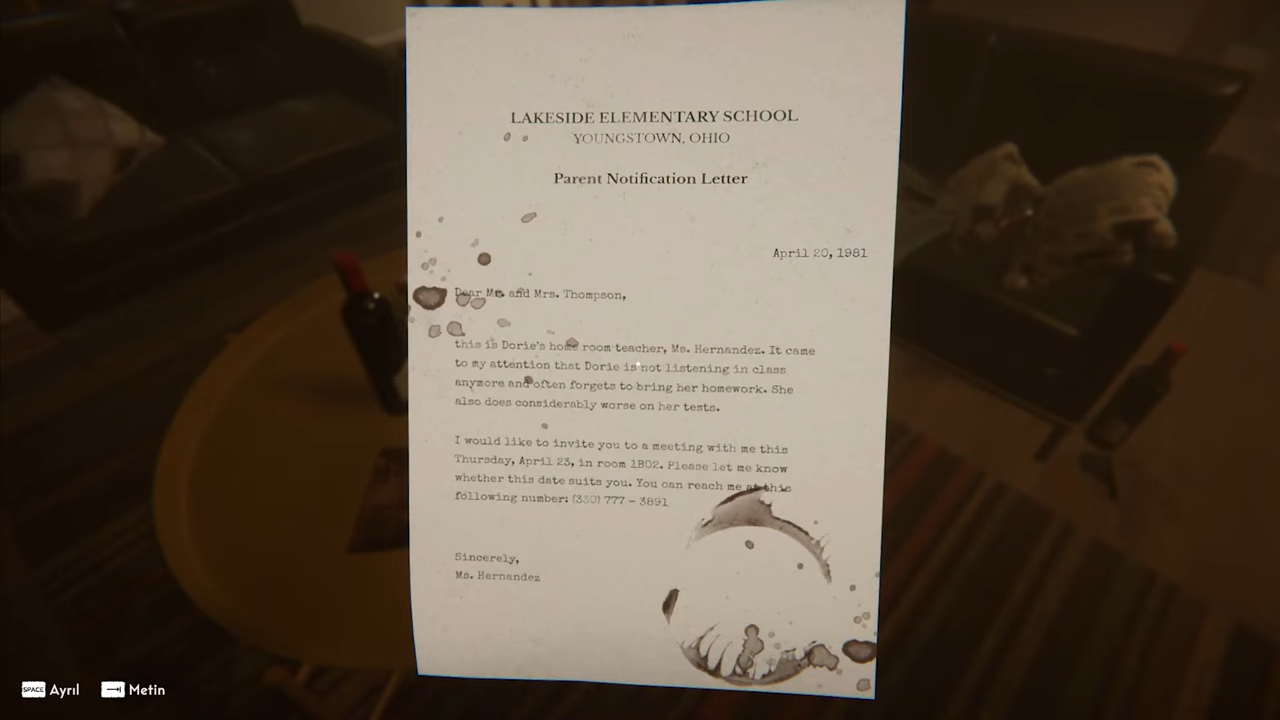 LAKESIDE ELEMENTARY SCHOOL
YOUNGSTOWN, OHIO
Parent Notification Letter
April 20, 1981
Dear Mr. and Mrs. Thompson,
this is Dorie's home room teacher, Ms. Hernandez. It came
to my attention that Dorie is not listening in class
anymore and often forgets to bring her homework. She
also does considerably worse on her tests.
I would like to invite you to a meeting with me this
Thursday, April 23, in room 1B02. Please let me know
whether this date suits you. You can reach me at this
following number: (330) 777 - 3891
Sincerely,
Ms. Hernandez
SPACE Ayrıl
Metin